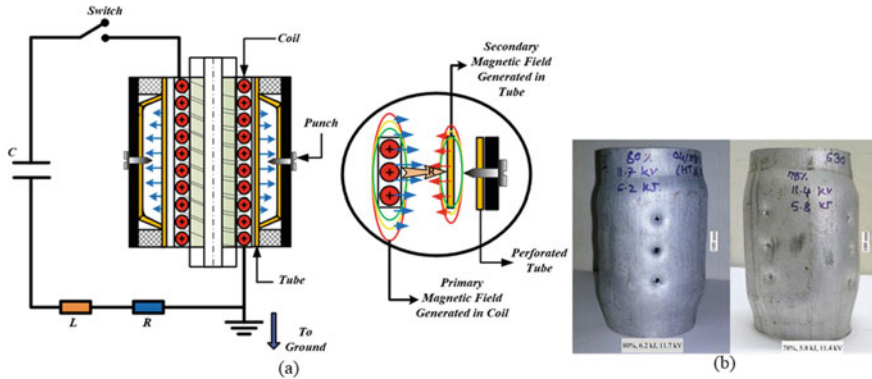 Switch
Coil
Punch
C
Tube
L
R
To
Ground
(a)
Secondary
Magnetic Field
Generated in
Tube
R
Perforated
Tube
Primary
Magnetic Field
Generated in Coil
80%
11.7 kV
6.2 kJ
80%, 6.2 kJ, 11.7 kV
530
78%
11.4 kV
5.8 kJ
78%, 5.8 kJ, 11.4 kV
(b)